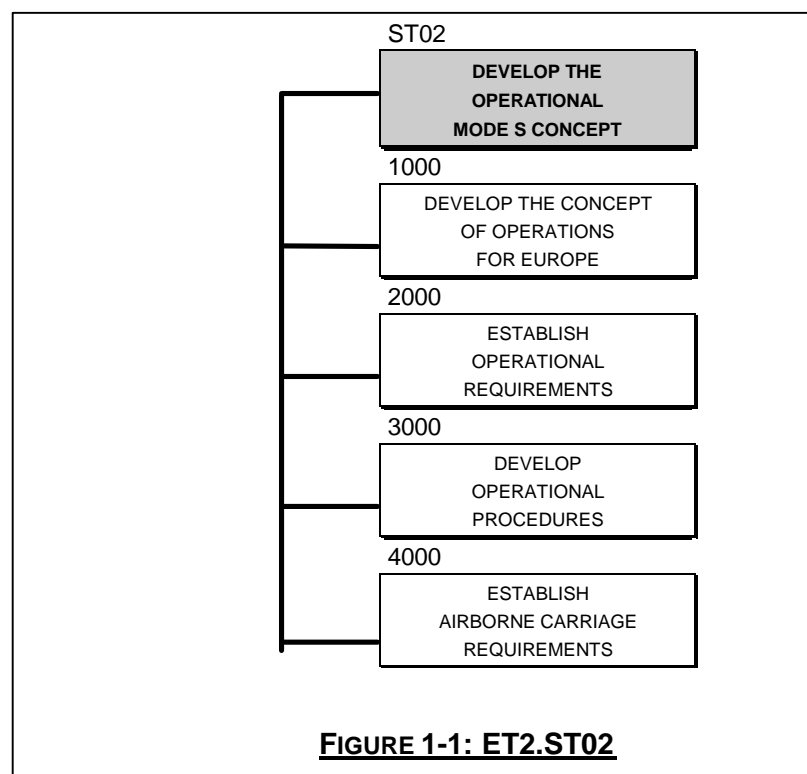 ST02
DEVELOP THE
OPERATIONAL
MODE S CONCEPT
1000
DEVELOP THE CONCEPT
OF OPERATIONS
FOR EUROPE
2000
ESTABLISH
OPERATIONAL
REQUIREMENTS
3000
DEVELOP
OPERATIONAL
PROCEDURES
4000
ESTABLISH
AIRBORNE CARRIAGE
REQUIREMENTS
FIGURE 1-1: ET2.ST02